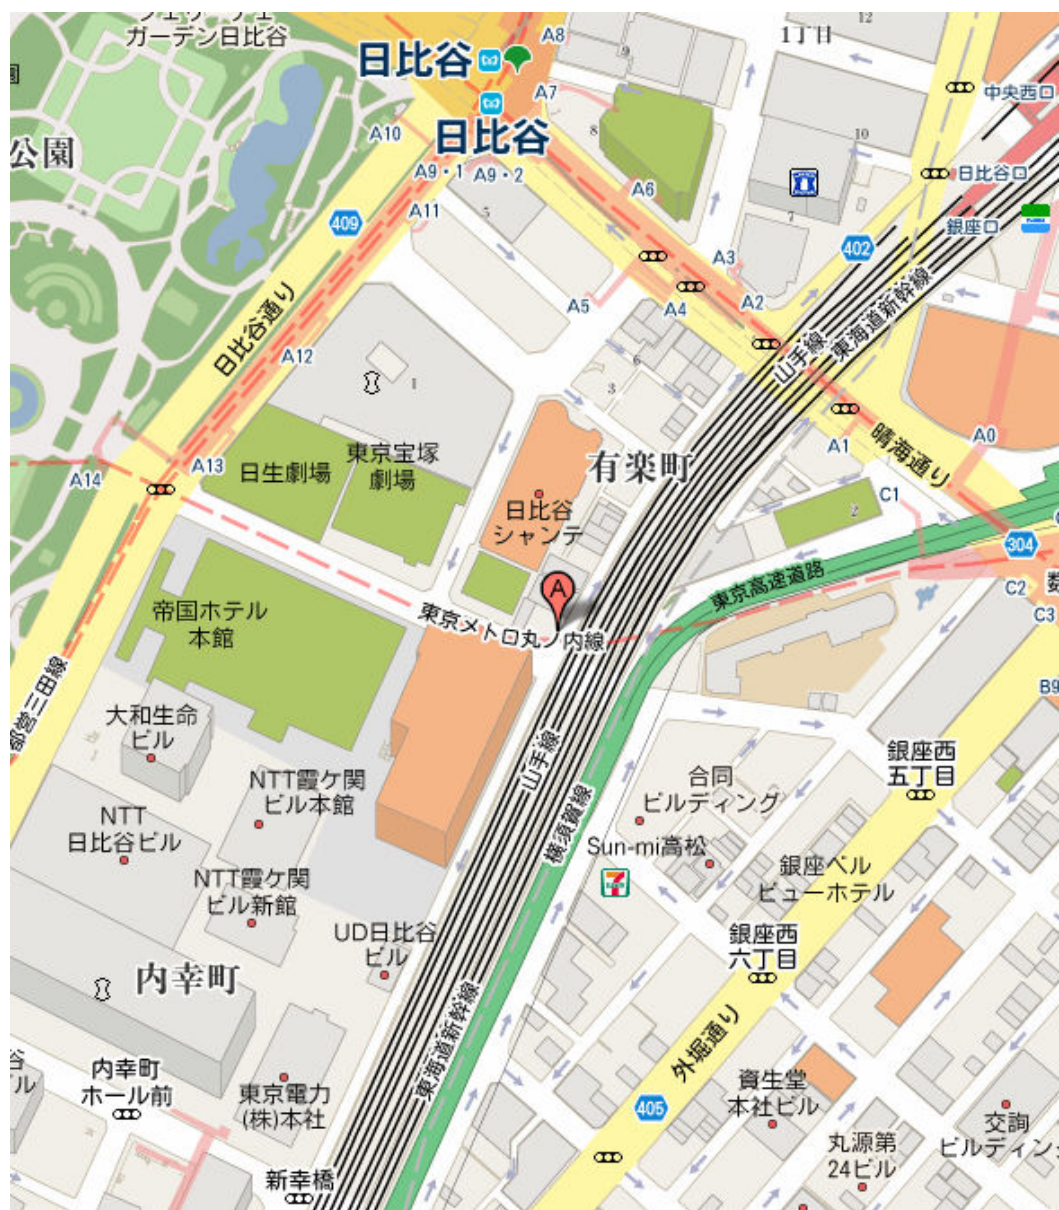 ガーデン日比谷
日比谷
日比谷
公園
園
A8
A7
A10
A9・1
A9・2
A11
A6
A3
A2
A5
A4
A12
A13
A14
A1
A0
C1
C2
C3
B9
1丁目
12
9
8
10
7
5
6
3
1
2
中央西口
日比谷口
銀座口
409
402
304
405
日比谷通り
山手線
東海道新幹線
晴海通り
有楽町
日生劇場
東京宝塚
劇場
日比谷
シャンテ
A
東京メトロ丸ノ内線
東京高速道路
数
帝国ホテル
本館
都営三田線
大和生命
ビル
NTT霞ケ関
ビル本館
NTT
日比谷ビル
NTT霞ケ関
ビル新館
UD日比谷
ビル
山手線
横須賀線
合同
ビルディング
Sun-mi高松
7
銀座西
五丁目
銀座ベル
ビューホテル
銀座西
六丁目
内幸町
東海道新幹線
外堀通り
谷
ル
内幸町
ホール前
東京電力
(株)本社
新幸橋
資生堂
本社ビル
丸源第
24ビル
交詢
ビルディン